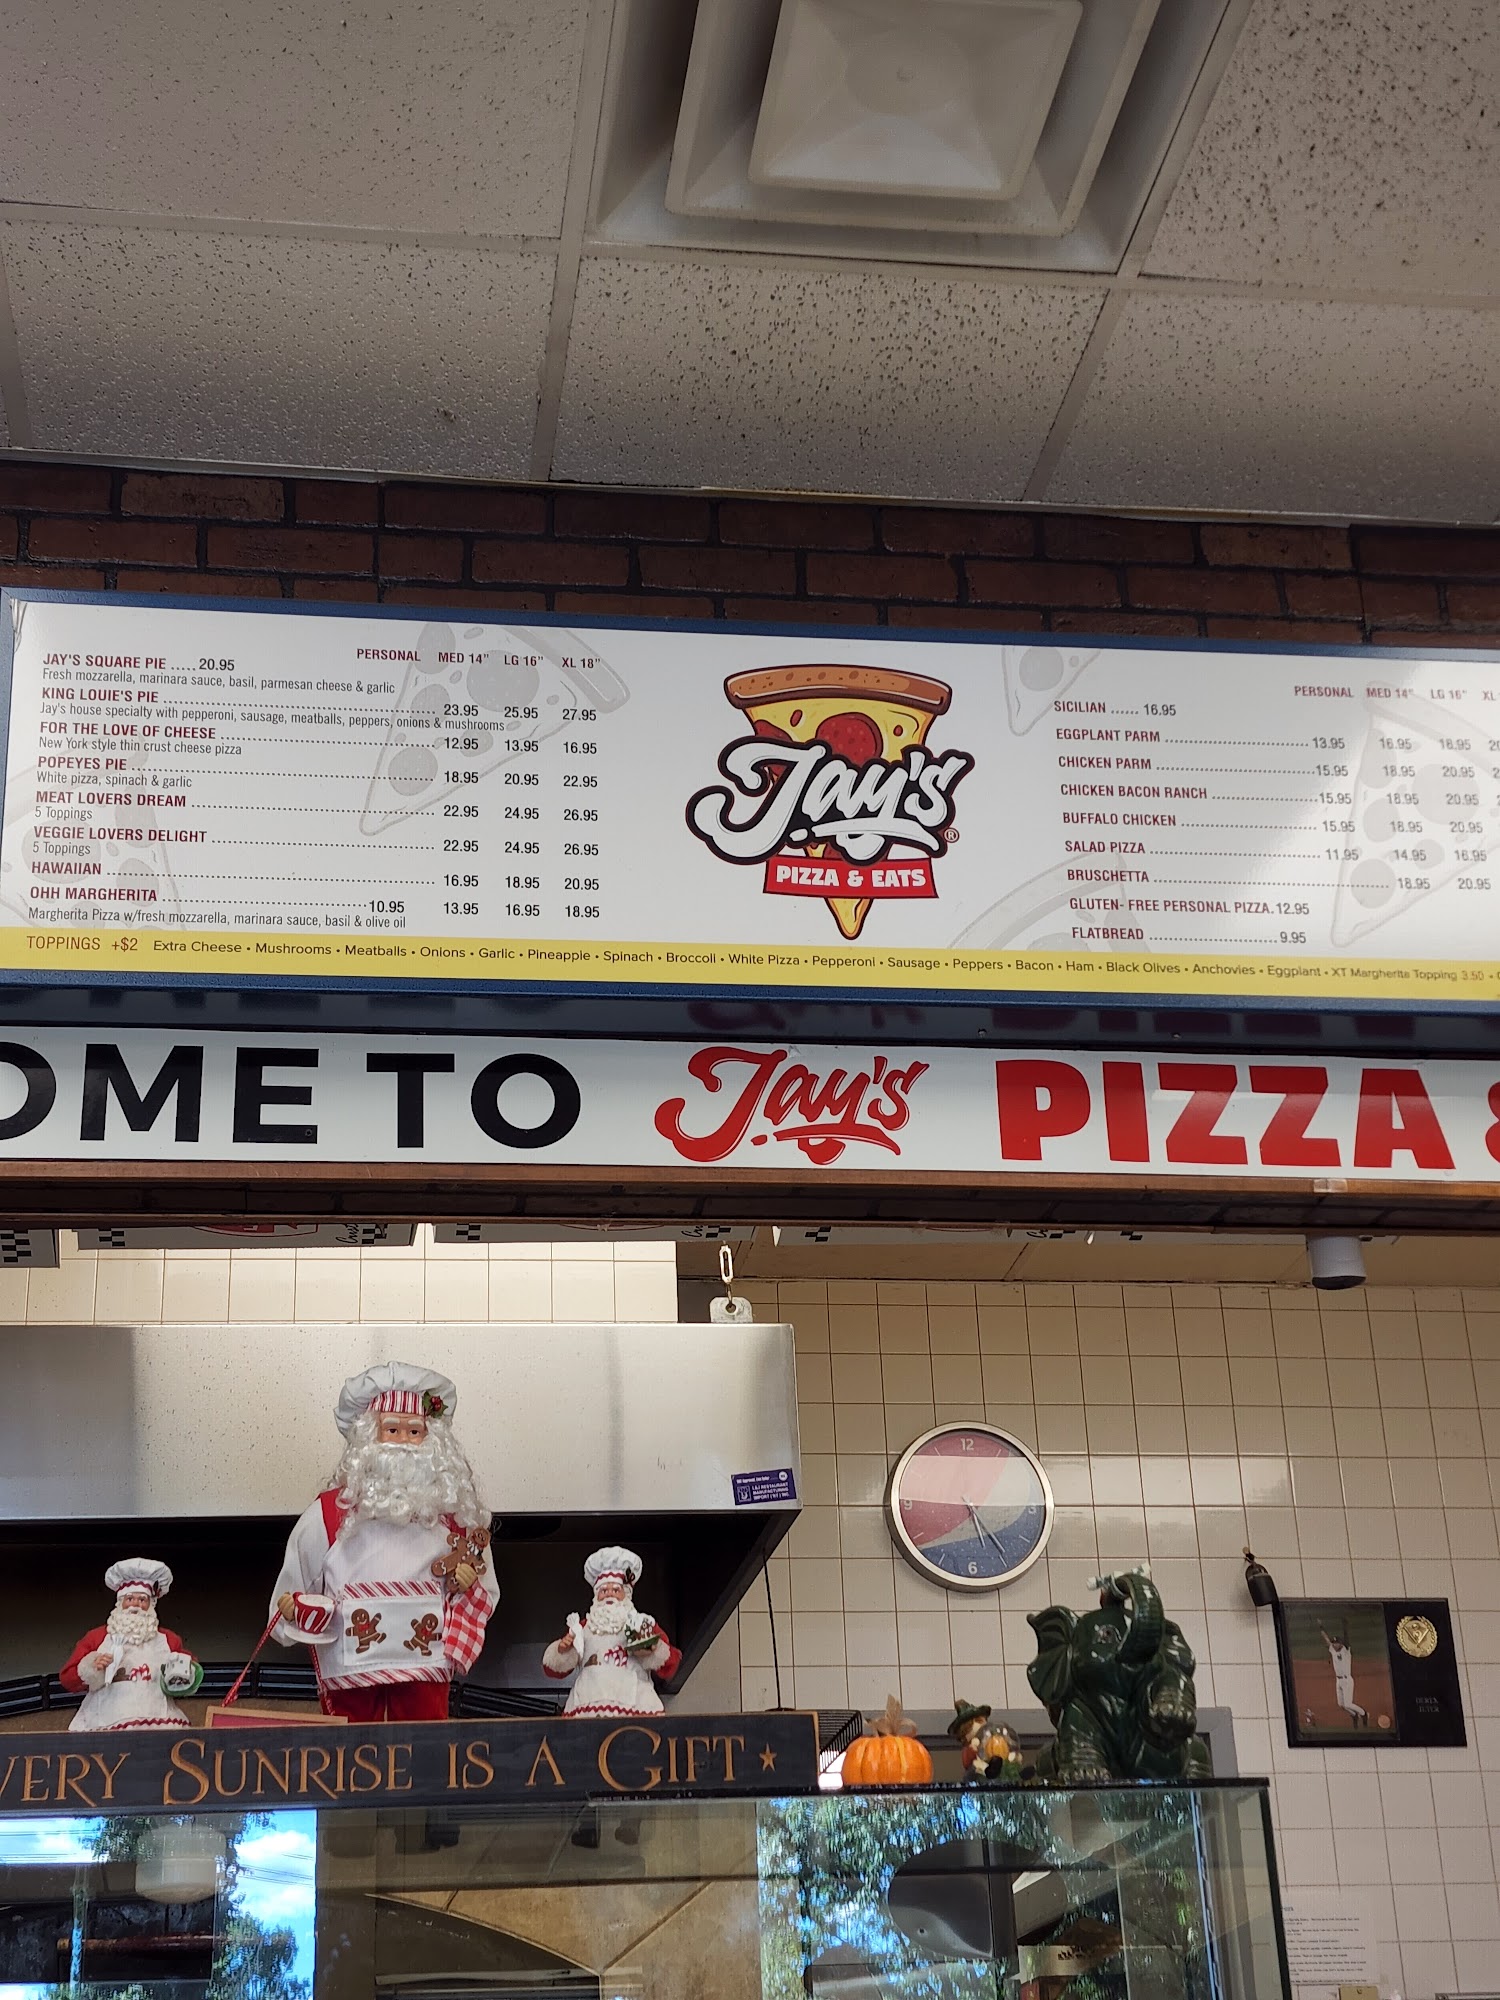 PERSONAL MED 14" LG 16" XL 18"
JAY'S SQUARE PIE ..... 20.95
Fresh mozzarella, marinara sauce, basil, parmesan cheese & garlic
KING LOUIE'S PIE 23.95 25.95 27.95
Jay's house specialty with pepperoni, sausage, meatballs, peppers, onions & mushrooms
FOR THE LOVE OF CHEESE 12.95 13.95 16.95
New York style thin crust cheese pizza
POPEYES PIE 18.95 20.95 22.95
White pizza, spinach & garlic
MEAT LOVERS DREAM 22.95 24.95 26.95
5 Toppings
VEGGIE LOVERS DELIGHT 22.95 24.95 26.95
5 Toppings
HAWAIIAN 16.95 18.95 20.95
OHH MARGHERITA 10.95 13.95 16.95 18.95
Margherita Pizza w/fresh mozzarella, marinara sauce, basil & olive oil
Jay's®
PIZZA & EATS
PERSONAL MED 14" LG 16" XL
SICILIAN ...... 16.95
EGGPLANT PARM 13.95 16.95 18.95
CHICKEN PARM 15.95 18.95 20.95
CHICKEN BACON RANCH 15.95 18.95 20.95
BUFFALO CHICKEN 15.95 18.95 20.95
SALAD PIZZA 11.95 14.95 16.95
BRUSCHETTA 18.95 20.95
GLUTEN- FREE PERSONAL PIZZA. 12.95
FLATBREAD 9.95
TOPPINGS +$2 Extra Cheese • Mushrooms • Meatballs • Onions • Garlic • Pineapple • Spinach • Broccoli • White Pizza • Pepperoni • Sausage • Peppers • Bacon • Ham • Black Olives • Anchovies • Eggplant • XT Margherite Topping 3.50
OME TO Jay's PIZZA &
12
9 3
6
L&J RESTAURANT
MANUFACTURING
DEREK
JETER
VERY SUNRISE IS A GIFT